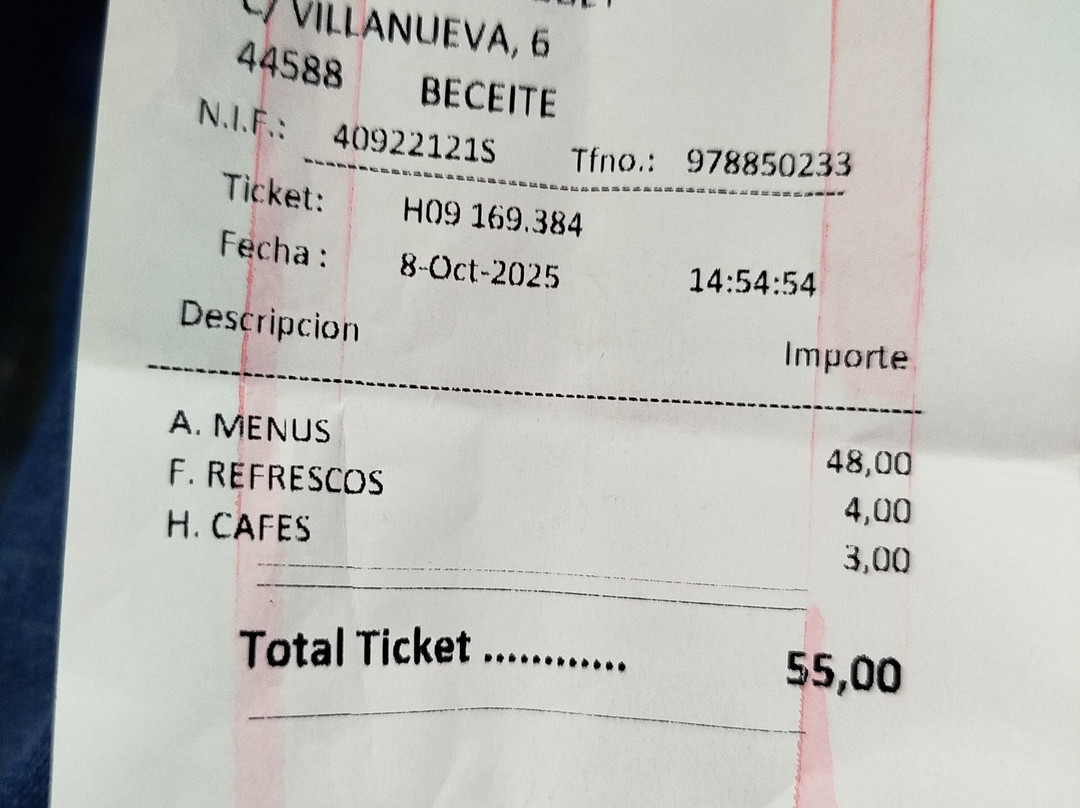 C/ VILLANUEVA, 6
44588 BECEITE
N.I.F.: 40922121S Tfno.: 978850233
Ticket: H09 169.384
Fecha : 8-Oct-2025 14:54:54
Descripcion Importe
A. MENUS 48,00
F. REFRESCOS 4,00
H. CAFES 3,00
Total Ticket ............ 55,00